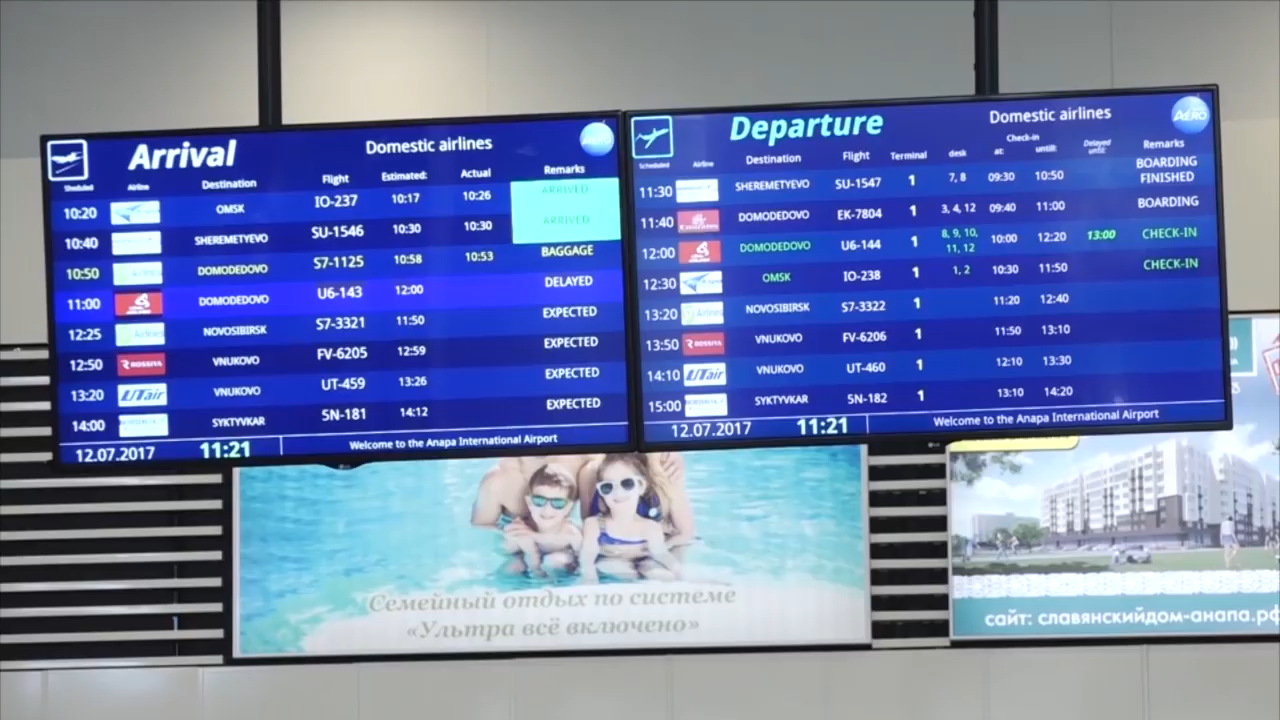 Arrival Domestic airlines AERO
Scheduled Airline Destination Flight Estimated: Actual Remarks
10:20 OMSK IO-237 10:17 10:26 ARRIVED
10:40 SHEREMETYEVO SU-1546 10:30 10:30 ARRIVED
10:50 Airlines DOMODEDOVO S7-1125 10:58 10:53 BAGGAGE
11:00 DOMODEDOVO U6-143 12:00 DELAYED
12:25 Airlines NOVOSIBIRSK S7-3321 11:50 EXPECTED
12:50 ROSSIYA VNUKOVO FV-6205 12:59 EXPECTED
13:20 UTair VNUKOVO UT-459 13:26 EXPECTED
14:00 SYKTYVKAR 5N-181 14:12 EXPECTED
12.07.2017 11:21 Welcome to the Anapa International Airport
LG
Departure Domestic airlines AERO
Scheduled Airline Destination Flight Terminal desk Check-in at: untill: Delayed until: Remarks
11:30 SHEREMETYEVO SU-1547 1 7, 8 09:30 10:50 BOARDING FINISHED
11:40 Emirates DOMODEDOVO EK-7804 1 3, 4, 12 09:40 11:00 BOARDING
12:00 DOMODEDOVO U6-144 1 8, 9, 10, 11, 12 10:00 12:20 13:00 CHECK-IN
12:30 OMSK IO-238 1 1, 2 10:30 11:50 CHECK-IN
13:20 Airlines NOVOSIBIRSK S7-3322 1 11:20 12:40
13:50 ROSSIYA VNUKOVO FV-6206 1 11:50 13:10
14:10 UTair VNUKOVO UT-460 1 12:10 13:30
15:00 SYKTYVKAR 5N-182 1 13:10 14:20
12.07.2017 11:21 Welcome to the Anapa International Airport
Семейный отдых по системе
«Ультра всё включено»
сайт: славянскийдом-анапа.рф